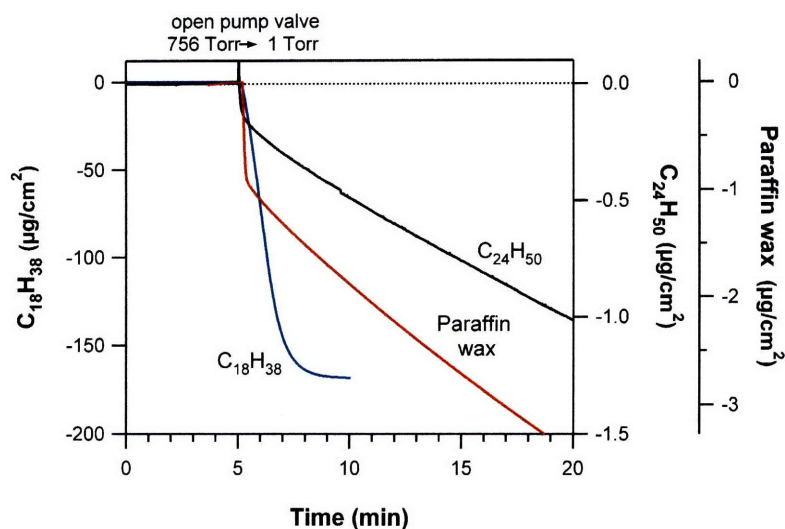 open pump valve
756 Torr→ 1 Torr
0
-50
-100
-150
-200
C₁₈H₃₈ (µg/cm²)
0.0
-0.5
-1.0
-1.5
C₂₄H₅₀ (µg/cm²)
0
-1
-2
-3
Paraffin wax (µg/cm²)
C₂₄H₅₀
Paraffin
wax
C₁₈H₃₈
0
5
10
15
20
Time (min)